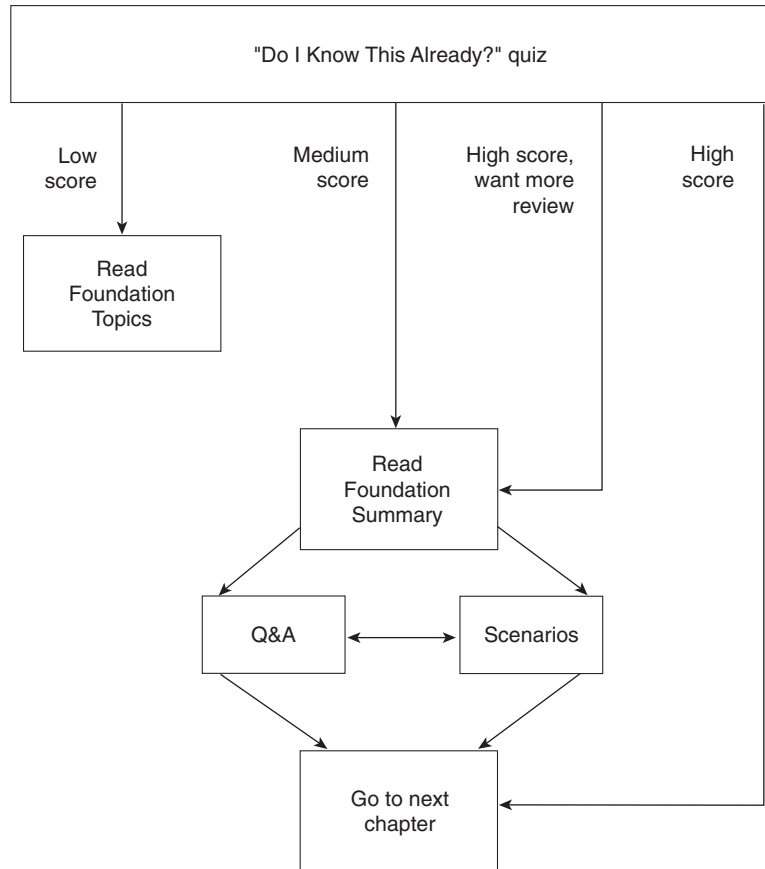 "Do I Know This Already?" quiz
Low
score
Medium
score
High score,
want more
review
High
score
Read
Foundation
Topics
Read
Foundation
Summary
Q&A
Scenarios
Go to next
chapter